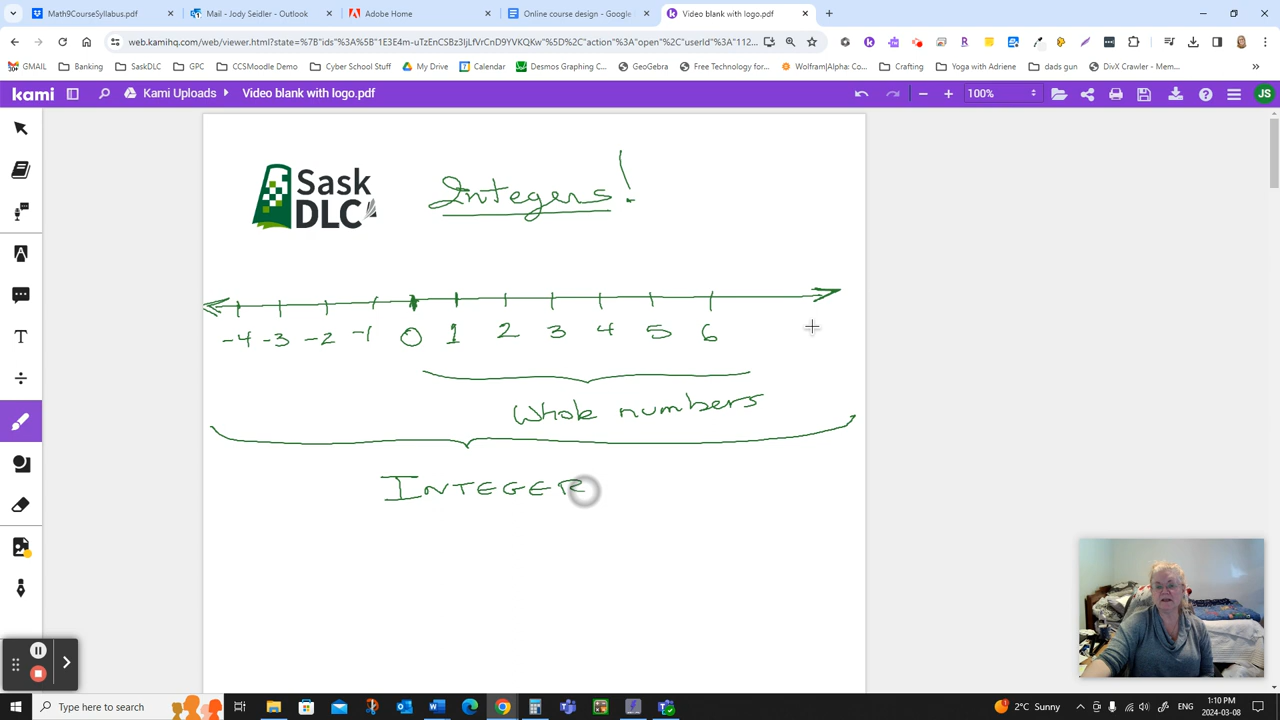 Math9CourseSyllabus.pdf
Mail - Jody Seidler - Outlook
Adobe Home
Online course design - Google
Video blank with logo.pdf
web.kamihq.com/web/viewer.html?state=%7B"ids"%3A%5B"1E3E4m-uTzEnCSBz3IjLfVrCnD9YVKQKw"%5D%2C"action"%3A"open"%2C"userId"%3A"112...
GMAIL Banking SaskDLC GPC CCSMoodle Demo Cyber School Stuff My Drive Calendar Desmos Graphing C... GeoGebra Free Technology for... Wolfram|Alpha: Co... Crafting Yoga with Adriene dads gun DivX Crawler - Mem... »
kami Kami Uploads Video blank with logo.pdf 100% JS
Sask
DLC
Integers!
-4 -3 -2 -1 0 1 2 3 4 5 6
Whole numbers
INTEGER
Type here to search
2°C Sunny
ENG
1:10 PM
2024-03-08